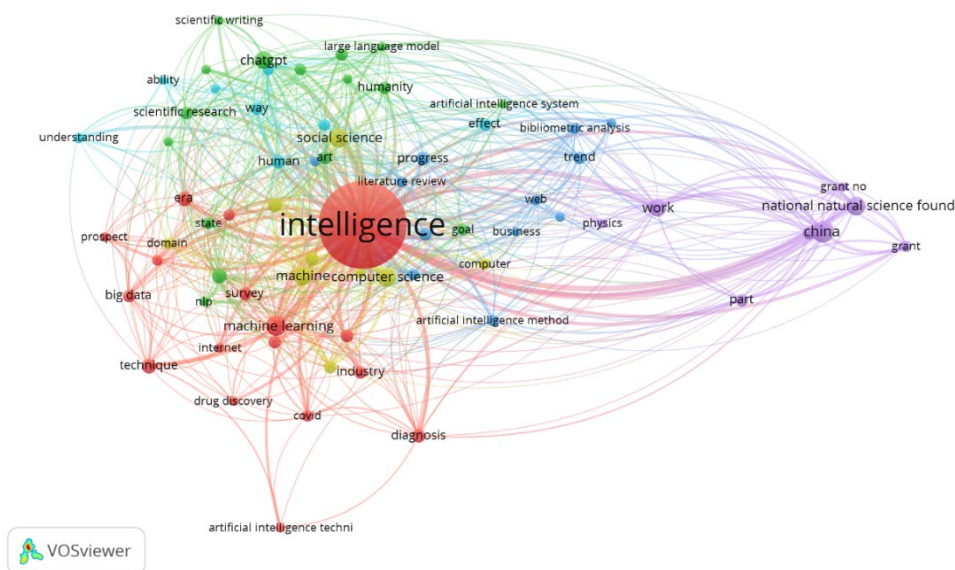 scientific writing
large language model
chatgpt
ability
humanity
artificial intelligence system
scientific research
way
effect
bibliometric analysis
understanding
social science
human
art
progress
trend
literature review
grant no
era
web
work
national natural science found
intelligence
state
goal
business
physics
china
prospect
domain
grant
machine
computer science
computer
big data
nlp
survey
part
machine learning
artificial intelligence method
internet
technique
industry
drug discovery
covid
diagnosis
artificial intelligence techni
VOSviewer